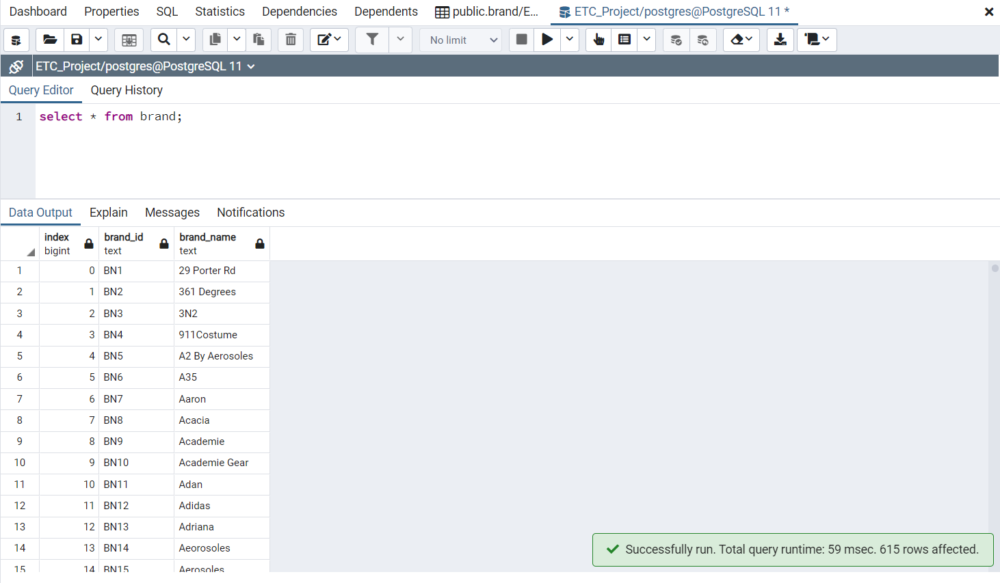 Dashboard Properties SQL Statistics Dependencies Dependents public.brand/E... ETC_Project/postgres@PostgreSQL 11 *
No limit
ETC_Project/postgres@PostgreSQL 11
Query Editor Query History
1 select * from brand;
Data Output Explain Messages Notifications
index brand_id brand_name
bigint text text
1 0 BN1 29 Porter Rd
2 1 BN2 361 Degrees
3 2 BN3 3N2
4 3 BN4 911Costume
5 4 BN5 A2 By Aerosoles
6 5 BN6 A35
7 6 BN7 Aaron
8 7 BN8 Acacia
9 8 BN9 Academie
10 9 BN10 Academie Gear
11 10 BN11 Adan
12 11 BN12 Adidas
13 12 BN13 Adriana
14 13 BN14 Aeorosoles
15 14 BN15 Aerosoles
Successfully run. Total query runtime: 59 msec. 615 rows affected.